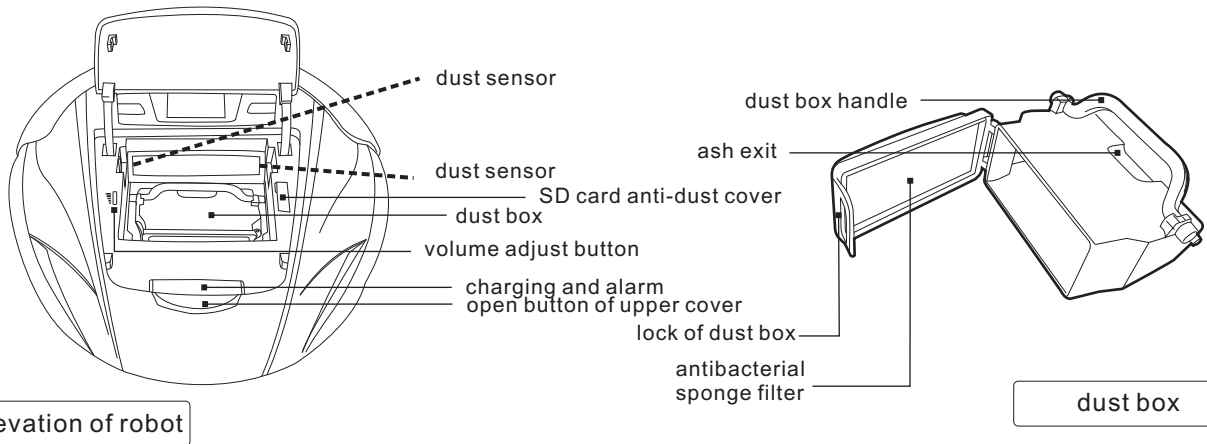 dust sensor
dust sensor
SD card anti-dust cover
dust box
volume adjust button
charging and alarm
open button of upper cover
evation of robot
dust box handle
ash exit
lock of dust box
antibacterial
sponge filter
dust box